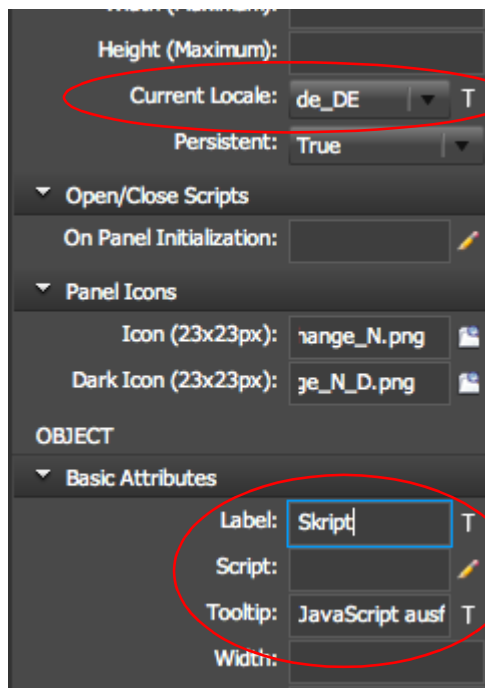 Height (Maximum):
Current Locale: de_DE T
Persistent: True
Open/Close Scripts
On Panel Initialization:
Panel Icons
Icon (23x23px): hange_N.png
Dark Icon (23x23px): ge_N_D.png
OBJECT
Basic Attributes
Label: Skript T
Script:
Tooltip: JavaScript ausf T
Width: